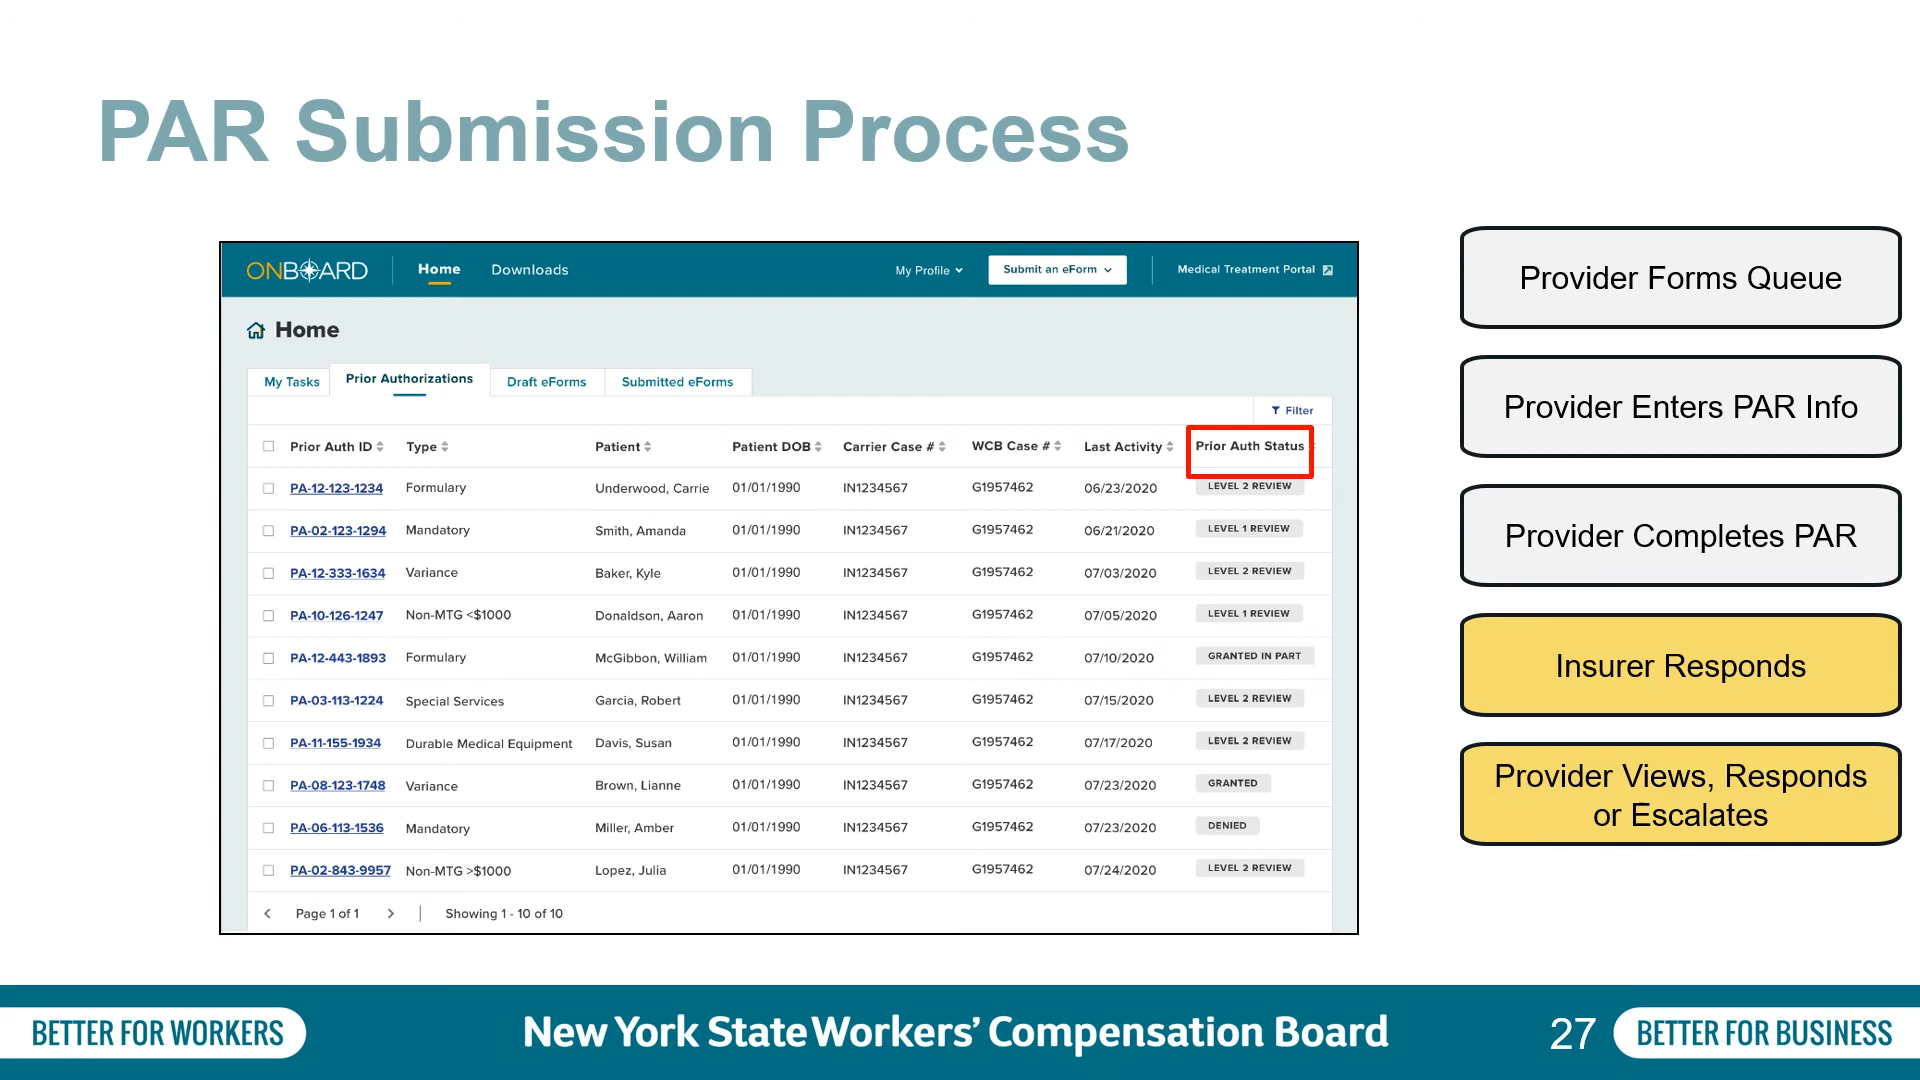 PAR Submission Process
ONBOARD Home Downloads My Profile Submit an eForm Medical Treatment Portal
Home
My Tasks Prior Authorizations Draft eForms Submitted eForms
Filter
Prior Auth ID Type Patient Patient DOB Carrier Case # WCB Case # Last Activity Prior Auth Status
PA-12-123-1234 Formulary Underwood, Carrie 01/01/1990 IN1234567 G1957462 06/23/2020 LEVEL 2 REVIEW
PA-02-123-1294 Mandatory Smith, Amanda 01/01/1990 IN1234567 G1957462 06/21/2020 LEVEL 1 REVIEW
PA-12-333-1634 Variance Baker, Kyle 01/01/1990 IN1234567 G1957462 07/03/2020 LEVEL 2 REVIEW
PA-10-126-1247 Non-MTG <$1000 Donaldson, Aaron 01/01/1990 IN1234567 G1957462 07/05/2020 LEVEL 1 REVIEW
PA-12-443-1893 Formulary McGibbon, William 01/01/1990 IN1234567 G1957462 07/10/2020 GRANTED IN PART
PA-03-113-1224 Special Services Garcia, Robert 01/01/1990 IN1234567 G1957462 07/15/2020 LEVEL 2 REVIEW
PA-11-155-1934 Durable Medical Equipment Davis, Susan 01/01/1990 IN1234567 G1957462 07/17/2020 LEVEL 2 REVIEW
PA-08-123-1748 Variance Brown, Lianne 01/01/1990 IN1234567 G1957462 07/23/2020 GRANTED
PA-06-113-1536 Mandatory Miller, Amber 01/01/1990 IN1234567 G1957462 07/23/2020 DENIED
PA-02-843-9957 Non-MTG >$1000 Lopez, Julia 01/01/1990 IN1234567 G1957462 07/24/2020 LEVEL 2 REVIEW
< Page 1 of 1 > | Showing 1 - 10 of 10
Provider Forms Queue
Provider Enters PAR Info
Provider Completes PAR
Insurer Responds
Provider Views, Responds
or Escalates
BETTER FOR WORKERS New York State Workers’ Compensation Board 27 BETTER FOR BUSINESS